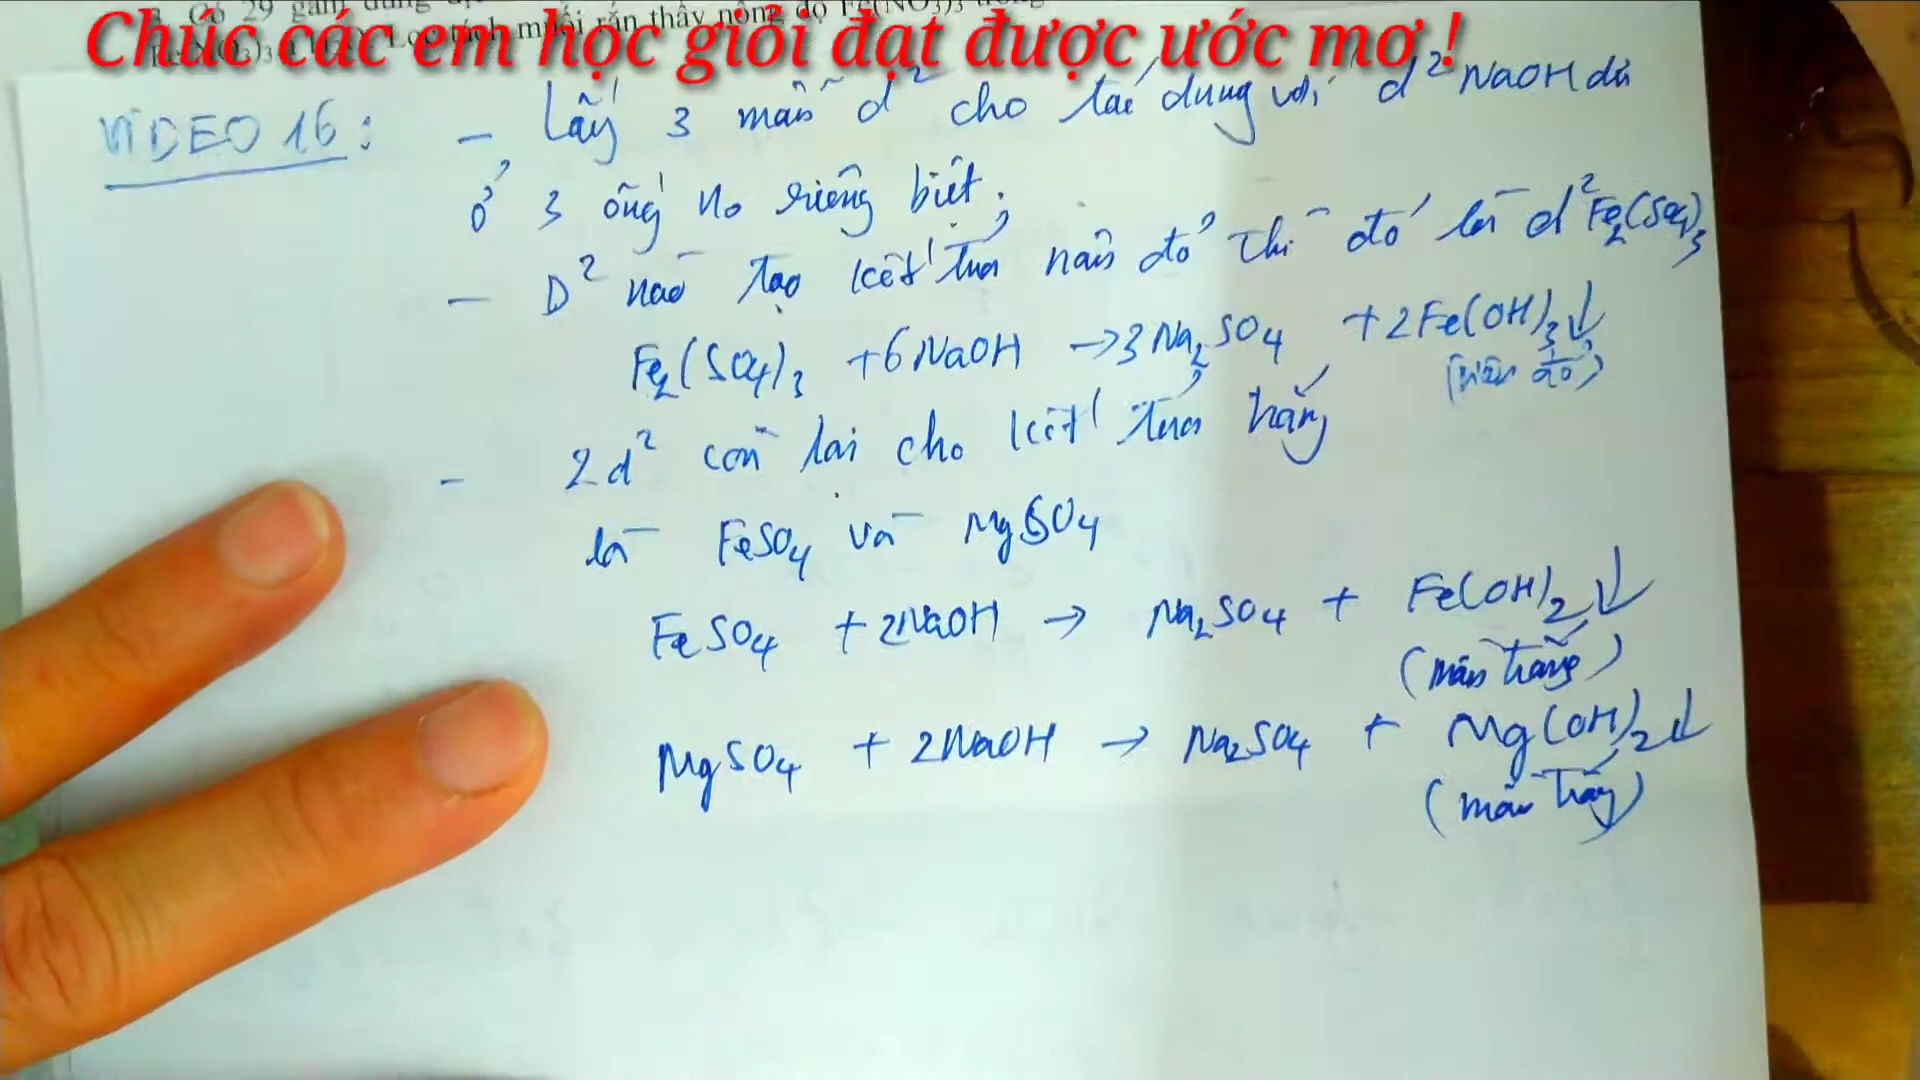 Có 29 gam dung
Chúc các em học giỏi đạt được ước mơ !
VIDEO 16 :
- Lấy 3 mẫu d² cho tác dụng với d² NaOH dư
ở 3 ống no riêng biệt.
- D² nào tạo kết tủa nâu đỏ thì đó là d² Fe₂(SO₄)₃
Fe₂(SO₄)₃ + 6NaOH → 3Na₂SO₄ + 2Fe(OH)₃↓
(nâu đỏ)
- 2d² còn lại cho kết tủa trắng
là FeSO₄ và MgSO₄
FeSO₄ + 2NaOH → Na₂SO₄ + Fe(OH)₂↓
(màu trắng)
MgSO₄ + 2NaOH → Na₂SO₄ + Mg(OH)₂↓
(màu trắng)